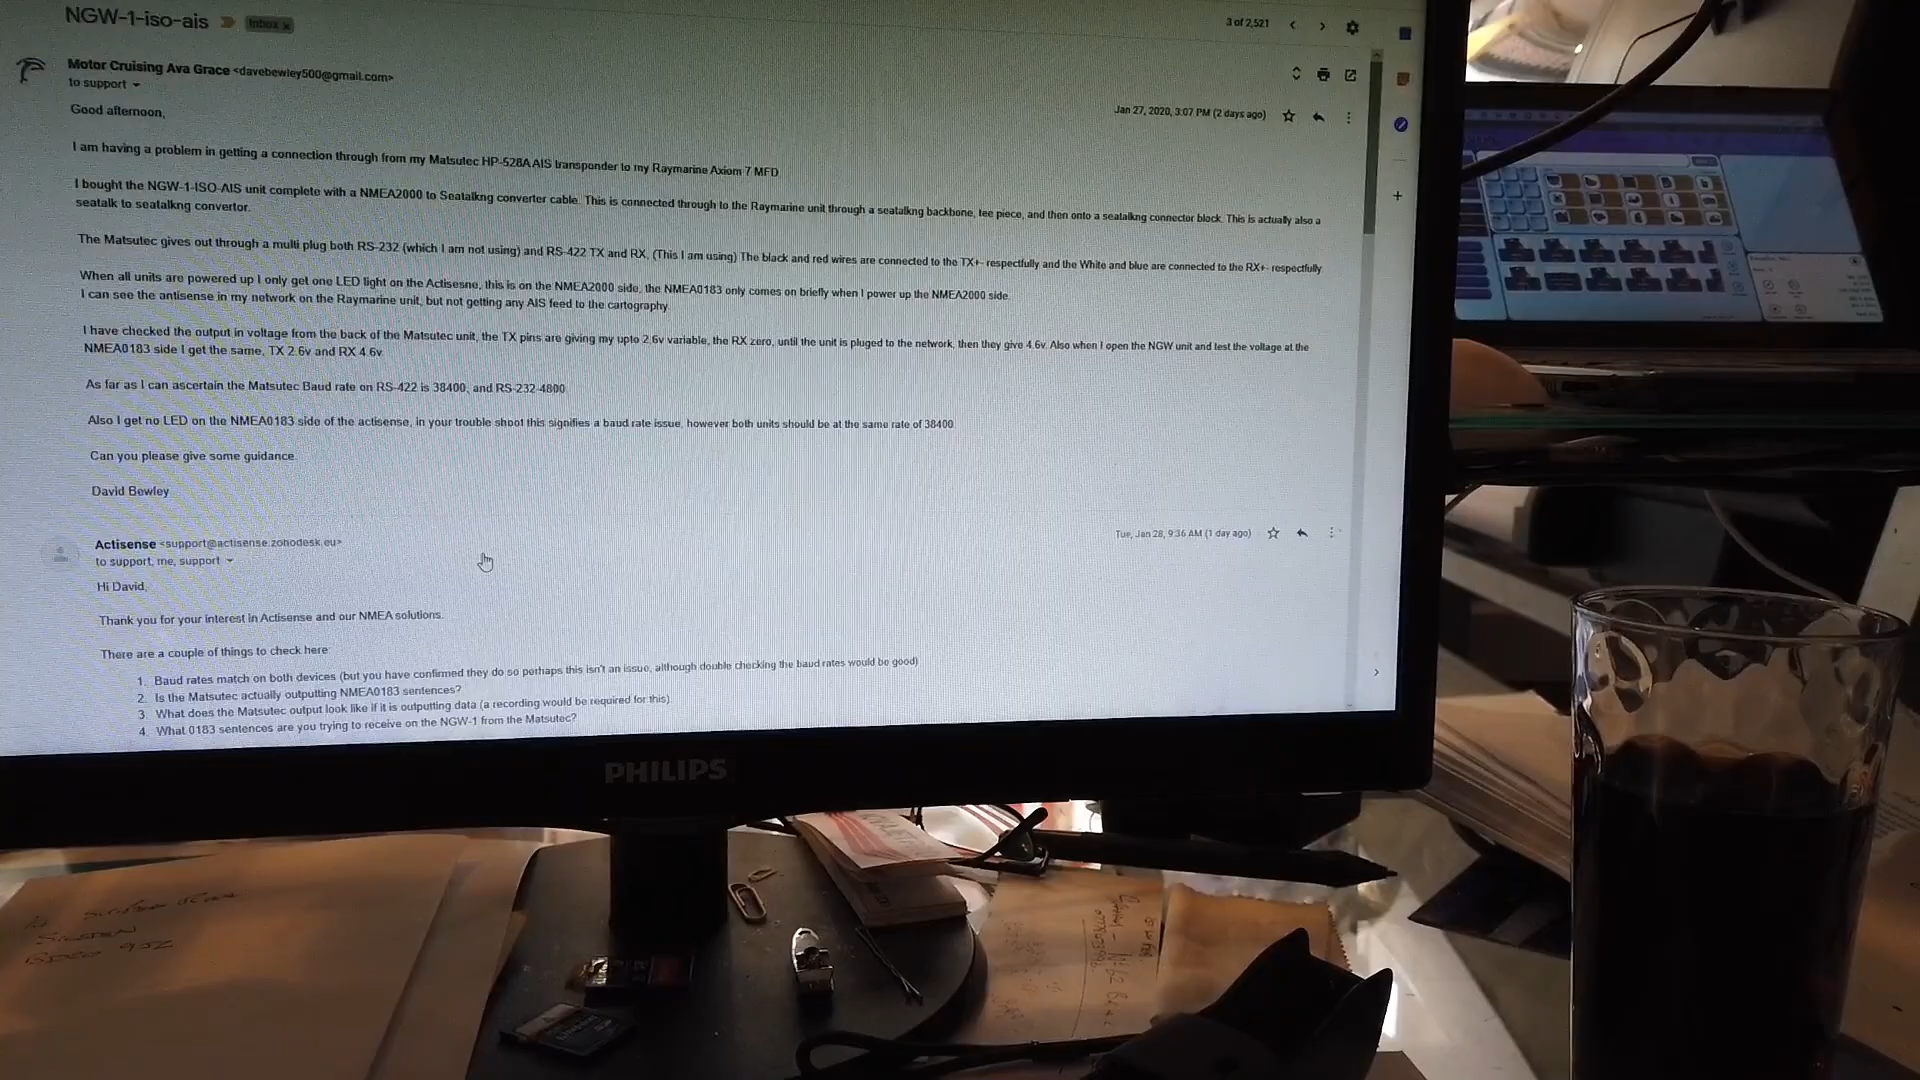 NGW-1-iso-ais
Inbox x
3 of 2,521
Motor Cruising Ava Grace <davebewley500@gmail.com>
to support
Jan 27, 2020, 3:07 PM (2 days ago)
Good afternoon,
I am having a problem in getting a connection through from my Matsutec HP-528A AIS transponder to my Raymarine Axiom 7 MFD
I bought the NGW-1-ISO-AIS unit complete with a NMEA2000 to Seatalkng converter cable. This is connected through to the Raymarine unit through a seatalkng backbone, tee piece, and then onto a seatalkng connector block. This is actually also a
seatalk to seatalkng convertor.
The Matsutec gives out through a multi plug both RS-232 (which I am not using) and RS-422 TX and RX, (This I am using) The black and red wires are connected to the TX+- respectfully and the White and blue are connected to the RX+- respectfully
When all units are powered up I only get one LED light on the Actisesne, this is on the NMEA2000 side, the NMEA0183 only comes on briefly when I power up the NMEA2000 side.
I can see the antisense in my network on the Raymarine unit, but not getting any AIS feed to the cartography.
I have checked the output in voltage from the back of the Matsutec unit, the TX pins are giving my upto 2.6v variable, the RX zero, until the unit is pluged to the network, then they give 4.6v. Also when I open the NGW unit and test the voltage at the
NMEA0183 side I get the same, TX 2.6v and RX 4.6v.
As far as I can ascertain the Matsutec Baud rate on RS-422 is 38400, and RS-232-4800
Also I get no LED on the NMEA0183 side of the actisense, in your trouble shoot this signifies a baud rate issue, however both units should be at the same rate of 38400
Can you please give some guidance.
David Bewley
Actisense <support@actisense.zohodesk.eu>
to support, me, support
Tue, Jan 28, 9:36 AM (1 day ago)
Hi David,
Thank you for your interest in Actisense and our NMEA solutions.
There are a couple of things to check here:
1. Baud rates match on both devices (but you have confirmed they do so perhaps this isn't an issue, although double checking the baud rates would be good)
2. Is the Matsutec actually outputting NMEA0183 sentences?
3. What does the Matsutec output look like if it is outputting data (a recording would be required for this)
4. What 0183 sentences are you trying to receive on the NGW-1 from the Matsutec?
PHILIPS